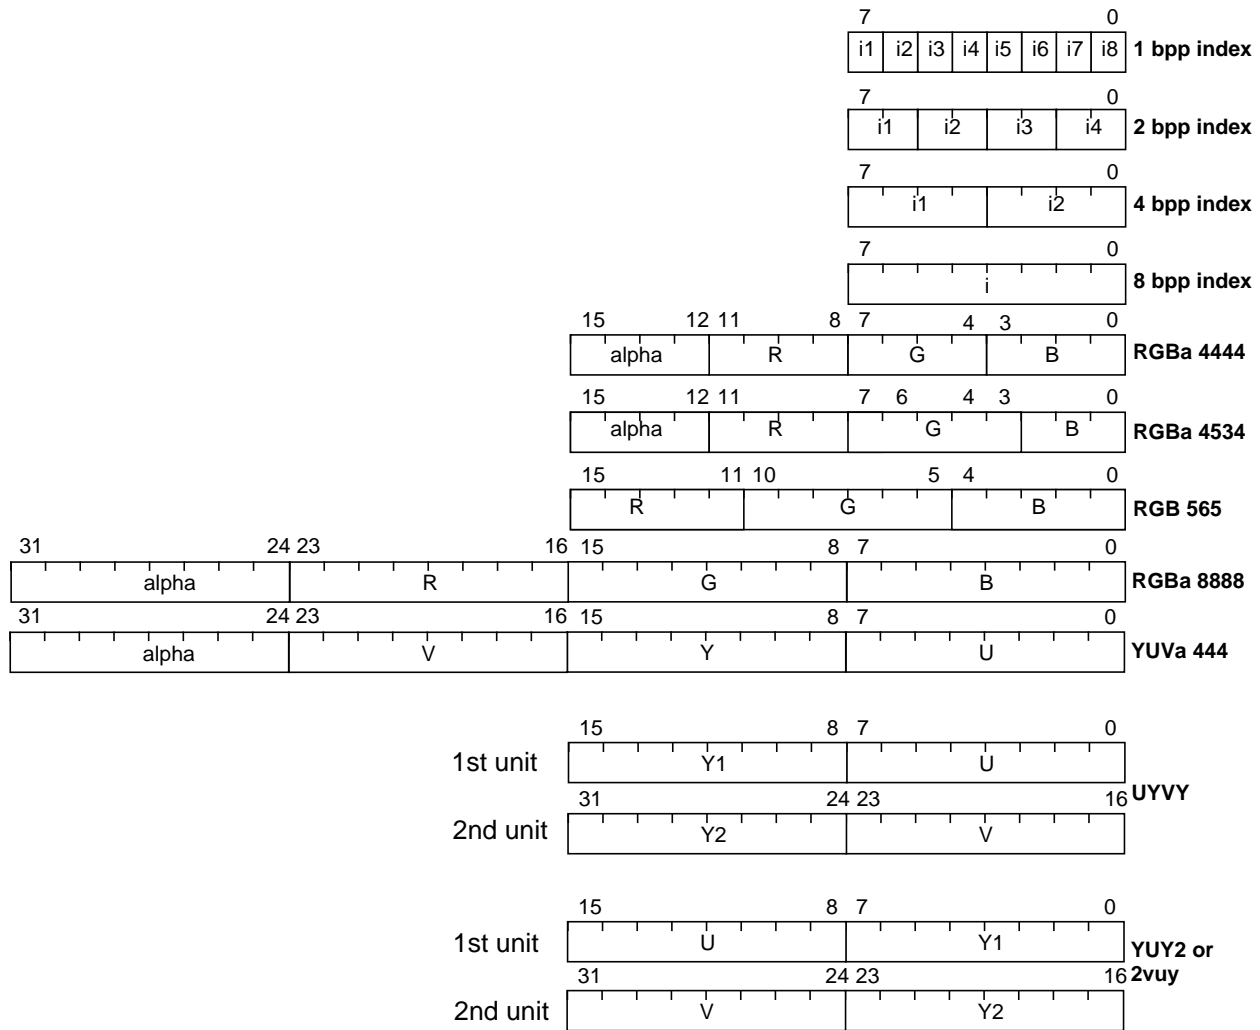 7 0
i1 i2 i3 i4 i5 i6 i7 i8 1 bpp index
7 0
i1 i2 i3 i4 2 bpp index
7 0
i1 i2 4 bpp index
7 0
i 8 bpp index
15 12 11 8 7 4 3 0
alpha R G B RGBa 4444
15 12 11 7 6 4 3 0
alpha R G B RGBa 4534
15 11 10 5 4 0
R G B RGB 565
31 24 23 16 15 8 7 0
alpha R G B RGBa 8888
31 24 23 16 15 8 7 0
alpha V Y U YUVa 444
15 8 7 0
1st unit Y1 U
UYVY
31 24 23 16
2nd unit Y2 V
15 8 7 0
1st unit U Y1
YUY2 or
2vuy
31 24 23 16
2nd unit V Y2